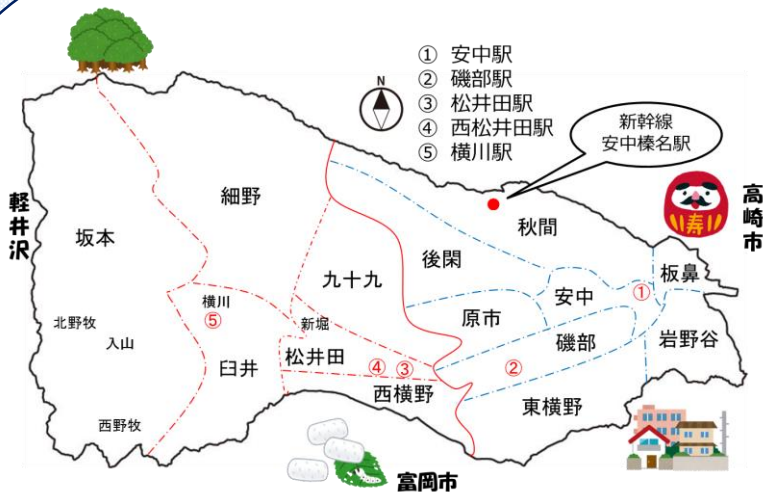 ① 安中駅
② 磯部駅
③ 松井田駅
④ 西松井田駅
⑤ 横川駅
N
新幹線
安中榛名駅
軽井沢
高崎市
寿
細野
坂本
秋間
後閑
九十九
板鼻
安中
①
横川
⑤
北野牧
入山
新堀
原市
磯部
岩野谷
松井田
臼井
④
③
②
西横野
東横野
西野牧
富岡市